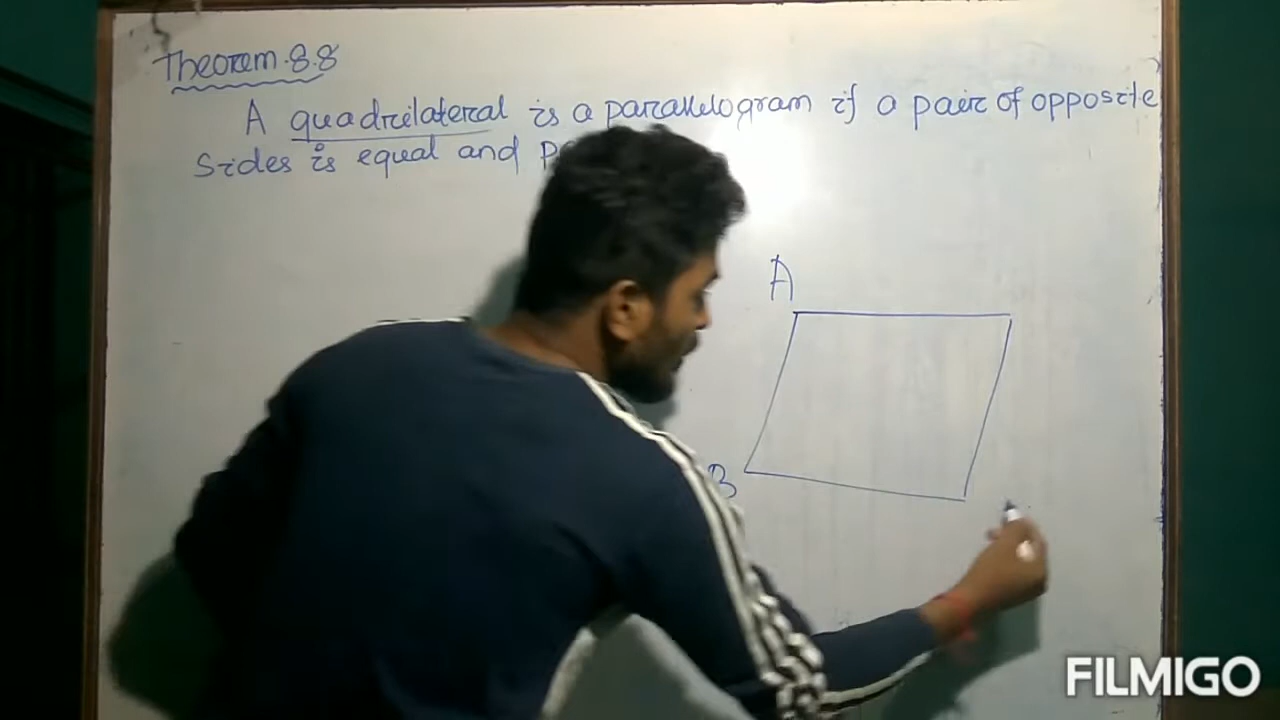 Theorem 8.8
A quadrilateral is a parallelogram if a pair of opposite
sides is equal and
A
B
FILMIGO